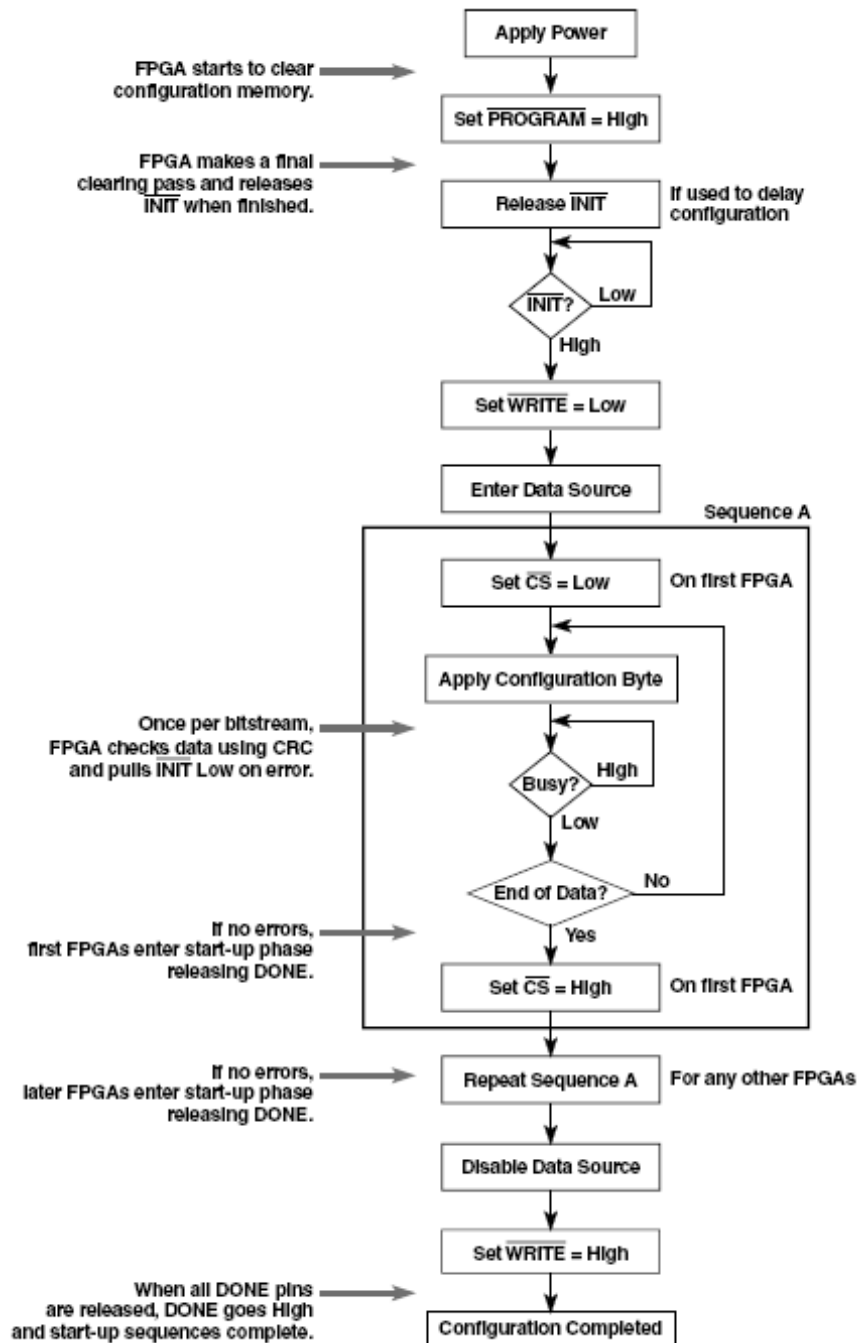 Apply Power
FPGA starts to clear
configuration memory.
Set PROGRAM = High
FPGA makes a final
clearing pass and releases
INIT when finished.
Release INIT
If used to delay
configuration
INIT?
Low
High
Set WRITE = Low
Enter Data Source
Sequence A
Set CS = Low
On first FPGA
Apply Configuration Byte
Once per bitstream,
FPGA checks data using CRC
and pulls INIT Low on error.
Busy?
High
Low
End of Data?
No
Yes
If no errors,
first FPGAs enter start-up phase
releasing DONE.
Set CS = High
On first FPGA
If no errors,
later FPGAs enter start-up phase
releasing DONE.
Repeat Sequence A
For any other FPGAs
Disable Data Source
Set WRITE = High
When all DONE pins
are released, DONE goes High
and start-up sequences complete.
Configuration Completed